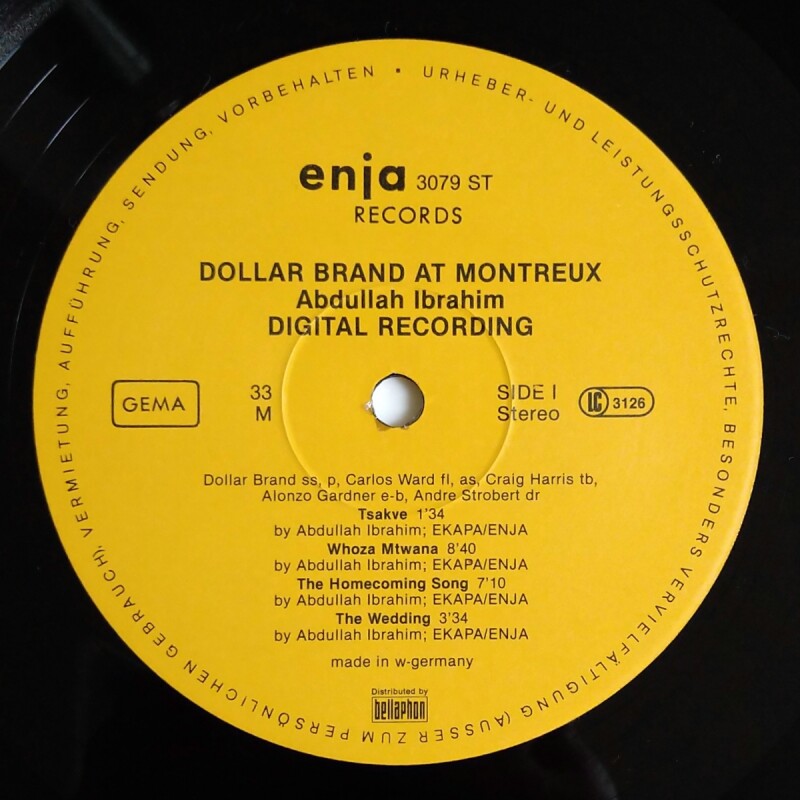 URHEBER- UND LEISTUNGSSCHUTZRECHTE, BESONDERS VERVIELFÄLTIGUNG (AUSSER ZUM PERSÖNLICHEN GEBRAUCH), VERMIETUNG, AUFFÜHRUNG, SENDUNG, VORBEHALTEN •
enja 3079 ST
RECORDS
DOLLAR BRAND AT MONTREUX
Abdullah Ibrahim
DIGITAL RECORDING
GEMA 33 SIDE I LC 3126
M Stereo
Dollar Brand ss, p, Carlos Ward fl, as, Craig Harris tb,
Alonzo Gardner e-b, Andre Strobert dr
Tsakve 1'34
by Abdullah Ibrahim; EKAPA/ENJA
Whoza Mtwana 8'40
by Abdullah Ibrahim; EKAPA/ENJA
The Homecoming Song 7'10
by Abdullah Ibrahim; EKAPA/ENJA
The Wedding 3'34
by Abdullah Ibrahim; EKAPA/ENJA
made in w-germany
Distributed by
bellaphon